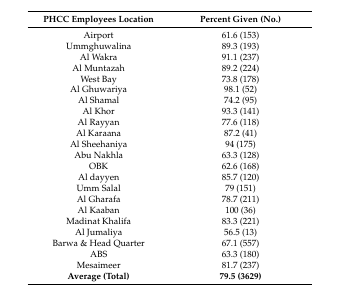 PHCC Employees Location Percent Given (No.)
Airport 61.6 (153)
Ummghuwalina 89.3 (193)
Al Wakra 91.1 (237)
Al Muntazah 89.2 (224)
West Bay 73.8 (178)
Al Ghuwariya 98.1 (52)
Al Shamal 74.2 (95)
Al Khor 93.3 (141)
Al Rayyan 77.6 (118)
Al Karaana 87.2 (41)
Al Sheehaniya 94 (175)
Abu Nakhla 63.3 (128)
OBK 62.6 (168)
Al dayyen 85.7 (120)
Umm Salal 79 (151)
Al Gharafa 78.7 (211)
Al Kaaban 100 (36)
Madinat Khalifa 83.3 (221)
Al Jumaliya 56.5 (13)
Barwa & Head Quarter 67.1 (557)
ABS 63.3 (180)
Mesaimeer 81.7 (237)
Average (Total) 79.5 (3629)